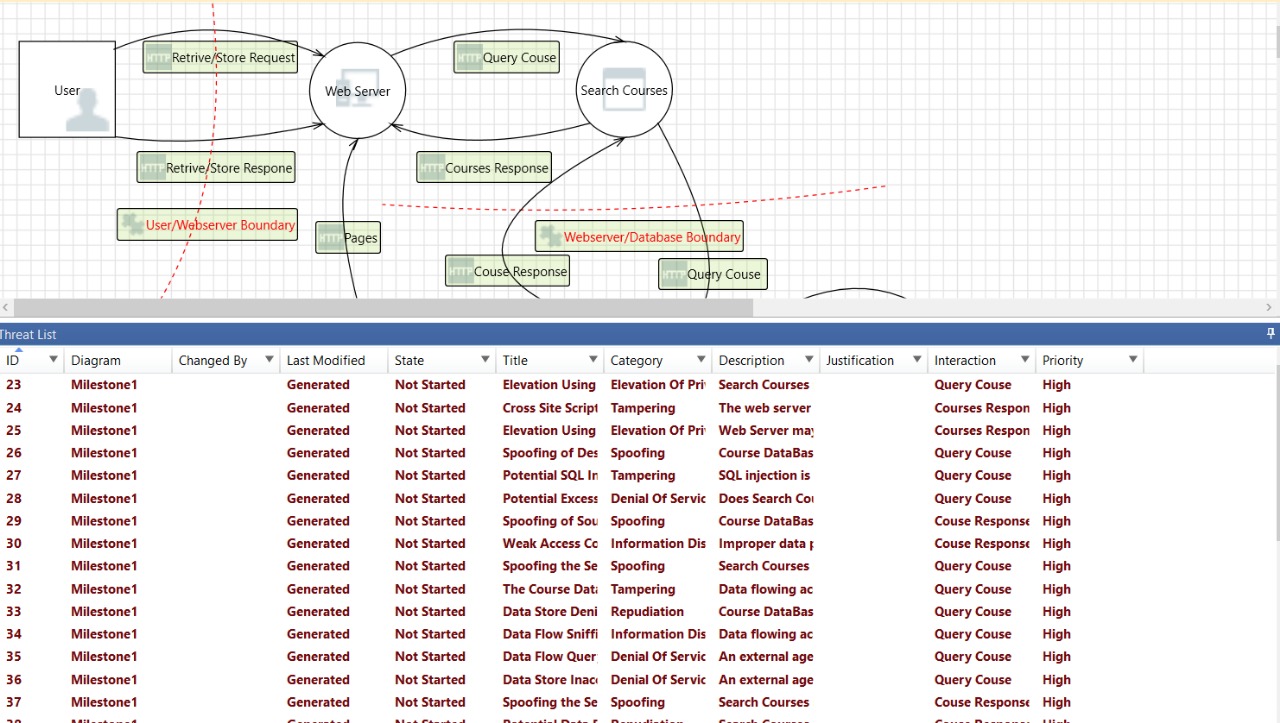 Retrive/Store Request
Query Couse
User
Web Server
Search Courses
Retrive/Store Respone
Courses Response
User/Webserver Boundary
Pages
Webserver/Database Boundary
Couse Response
Query Couse
Threat List
ID Diagram Changed By Last Modified State Title Category Description Justification Interaction Priority
23 Milestone1 Generated Not Started Elevation Using Elevation Of Pri Search Courses Query Couse High
24 Milestone1 Generated Not Started Cross Site Script Tampering The web server Courses Respon High
25 Milestone1 Generated Not Started Elevation Using Elevation Of Pri Web Server may Courses Respon High
26 Milestone1 Generated Not Started Spoofing of Des Spoofing Course DataBas Query Couse High
27 Milestone1 Generated Not Started Potential SQL In Tampering SQL injection is Query Couse High
28 Milestone1 Generated Not Started Potential Excess Denial Of Servic Does Search Cou Query Couse High
29 Milestone1 Generated Not Started Spoofing of Sou Spoofing Course DataBas Couse Response High
30 Milestone1 Generated Not Started Weak Access Co Information Dis Improper data p Couse Response High
31 Milestone1 Generated Not Started Spoofing the Se Spoofing Search Courses Query Couse High
32 Milestone1 Generated Not Started The Course Data Tampering Data flowing ac Query Couse High
33 Milestone1 Generated Not Started Data Store Deni Repudiation Course DataBas Query Couse High
34 Milestone1 Generated Not Started Data Flow Sniffi Information Dis Data flowing ac Query Couse High
35 Milestone1 Generated Not Started Data Flow Quer Denial Of Servic An external age Query Couse High
36 Milestone1 Generated Not Started Data Store Inac Denial Of Servic An external age Query Couse High
37 Milestone1 Generated Not Started Spoofing the Se Spoofing Search Courses Query Couse High